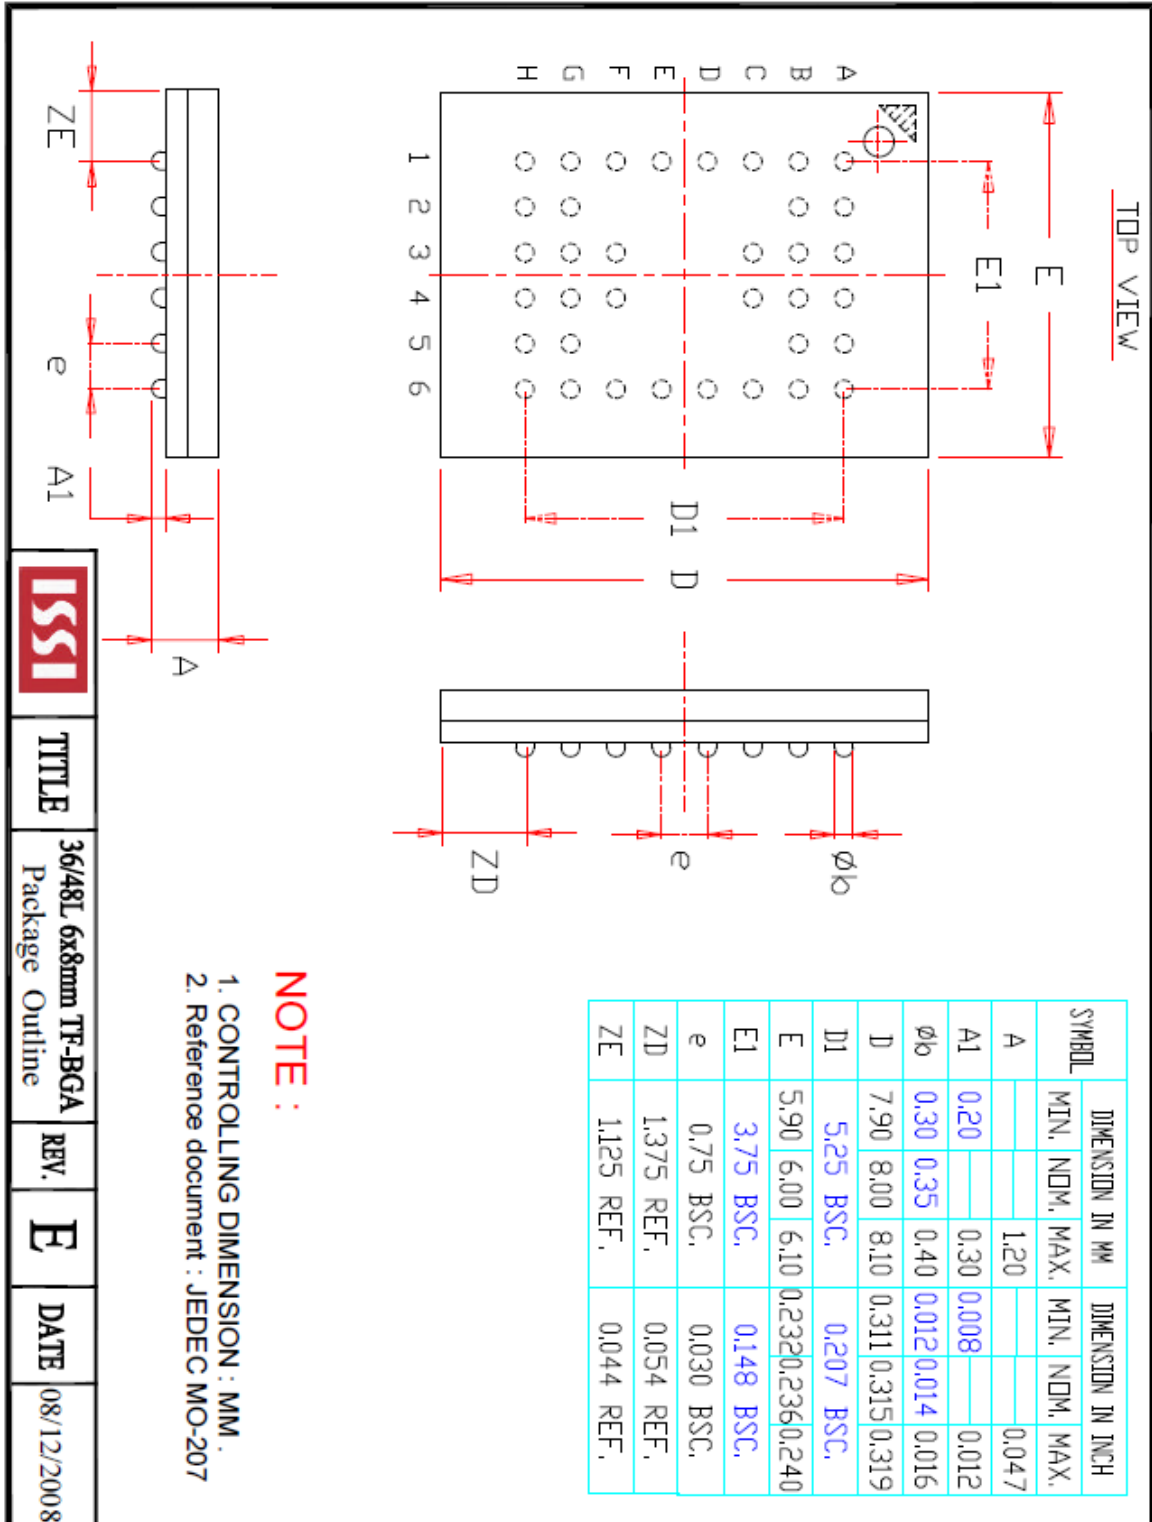 TOP VIEW
E
E1
A
B
C
D
E
F
G
H
1
2
3
4
5
6
D1
D
ZE
e
A1
A
Øb
e
ZD
SYMBOL DIMENSION IN MM DIMENSION IN INCH
MIN. NOM. MAX. MIN. NOM. MAX.
A 1.20 0.047
A1 0.20 0.30 0.008 0.012
Øb 0.30 0.35 0.40 0.012 0.014 0.016
D 7.90 8.00 8.10 0.311 0.315 0.319
D1 5.25 BSC. 0.207 BSC.
E 5.90 6.00 6.10 0.232 0.236 0.240
E1 3.75 BSC. 0.148 BSC.
e 0.75 BSC. 0.030 BSC.
ZD 1.375 REF. 0.054 REF.
ZE 1.125 REF. 0.044 REF.
NOTE :
1. CONTROLLING DIMENSION : MM .
2. Reference document : JEDEC MO-207
ISSI
TITLE
36/48L 6x8mm TF-BGA
Package Outline
REV.
E
DATE
08/12/2008